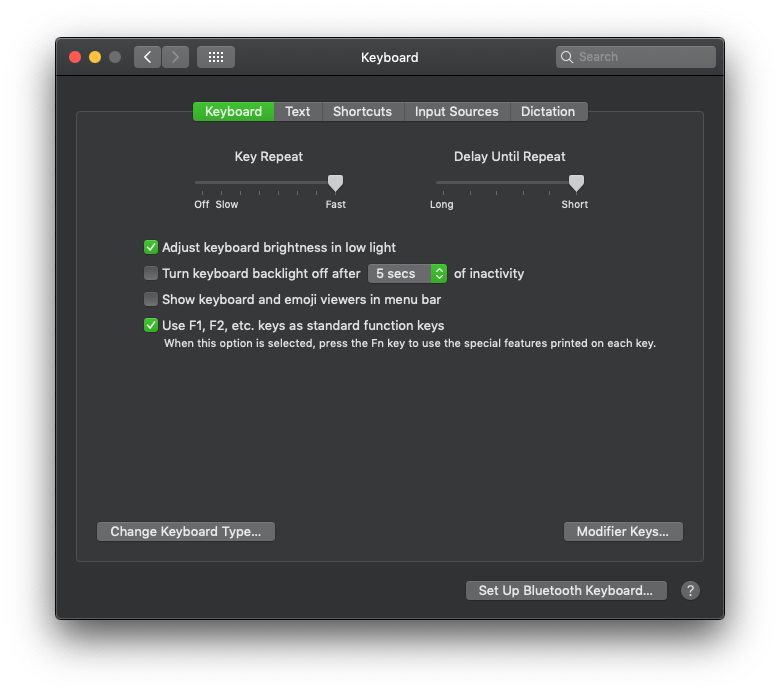 Keyboard
Search
Keyboard Text Shortcuts Input Sources Dictation
Key Repeat Delay Until Repeat
Off Slow Fast Long Short
Adjust keyboard brightness in low light
Turn keyboard backlight off after 5 secs of inactivity
Show keyboard and emoji viewers in menu bar
Use F1, F2, etc. keys as standard function keys
When this option is selected, press the Fn key to use the special features printed on each key.
Change Keyboard Type... Modifier Keys...
Set Up Bluetooth Keyboard... ?